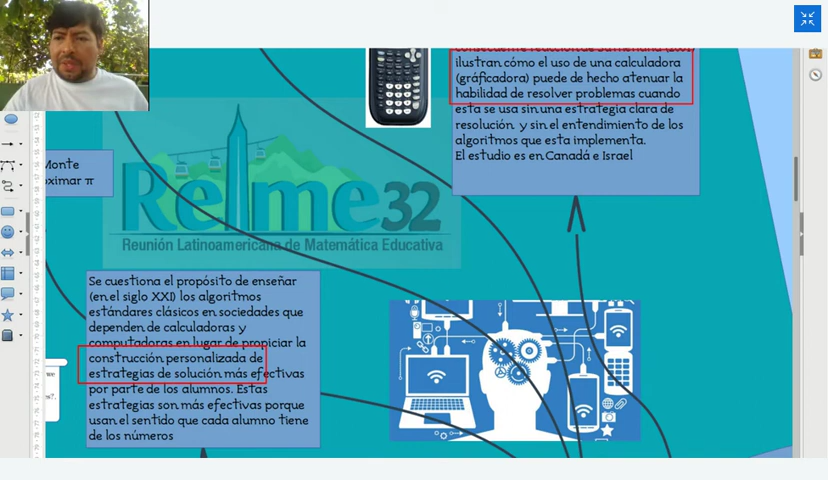 ilustran cómo el uso de una calculadora
(gráficadora) puede de hecho atenuar la
habilidad de resolver problemas cuando
esta se usa sin una estrategia clara de
resolución y sin el entendimiento de los
algoritmos que esta implementa.
El estudio es en Canadá e Israel
Monte
oximar π
Relme 32
Reunión Latinoamericana de Matemática Educativa
Se cuestiona el propósito de enseñar
(en el siglo XXI) los algoritmos
estándares clásicos en sociedades que
dependen de calculadoras y
computadoras en lugar de propiciar la
construcción personalizada de
estrategias de solución más efectivas
por parte de los alumnos. Estas
estrategias son más efectivas porque
usan el sentido que cada alumno tiene
de los números